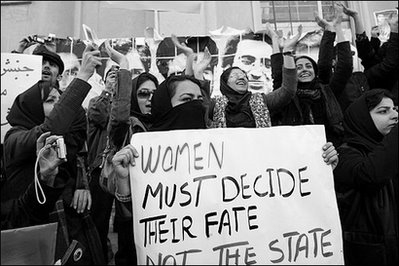 WOMEN
MUST DECIDE
THEIR FATE
NOT THE STATE